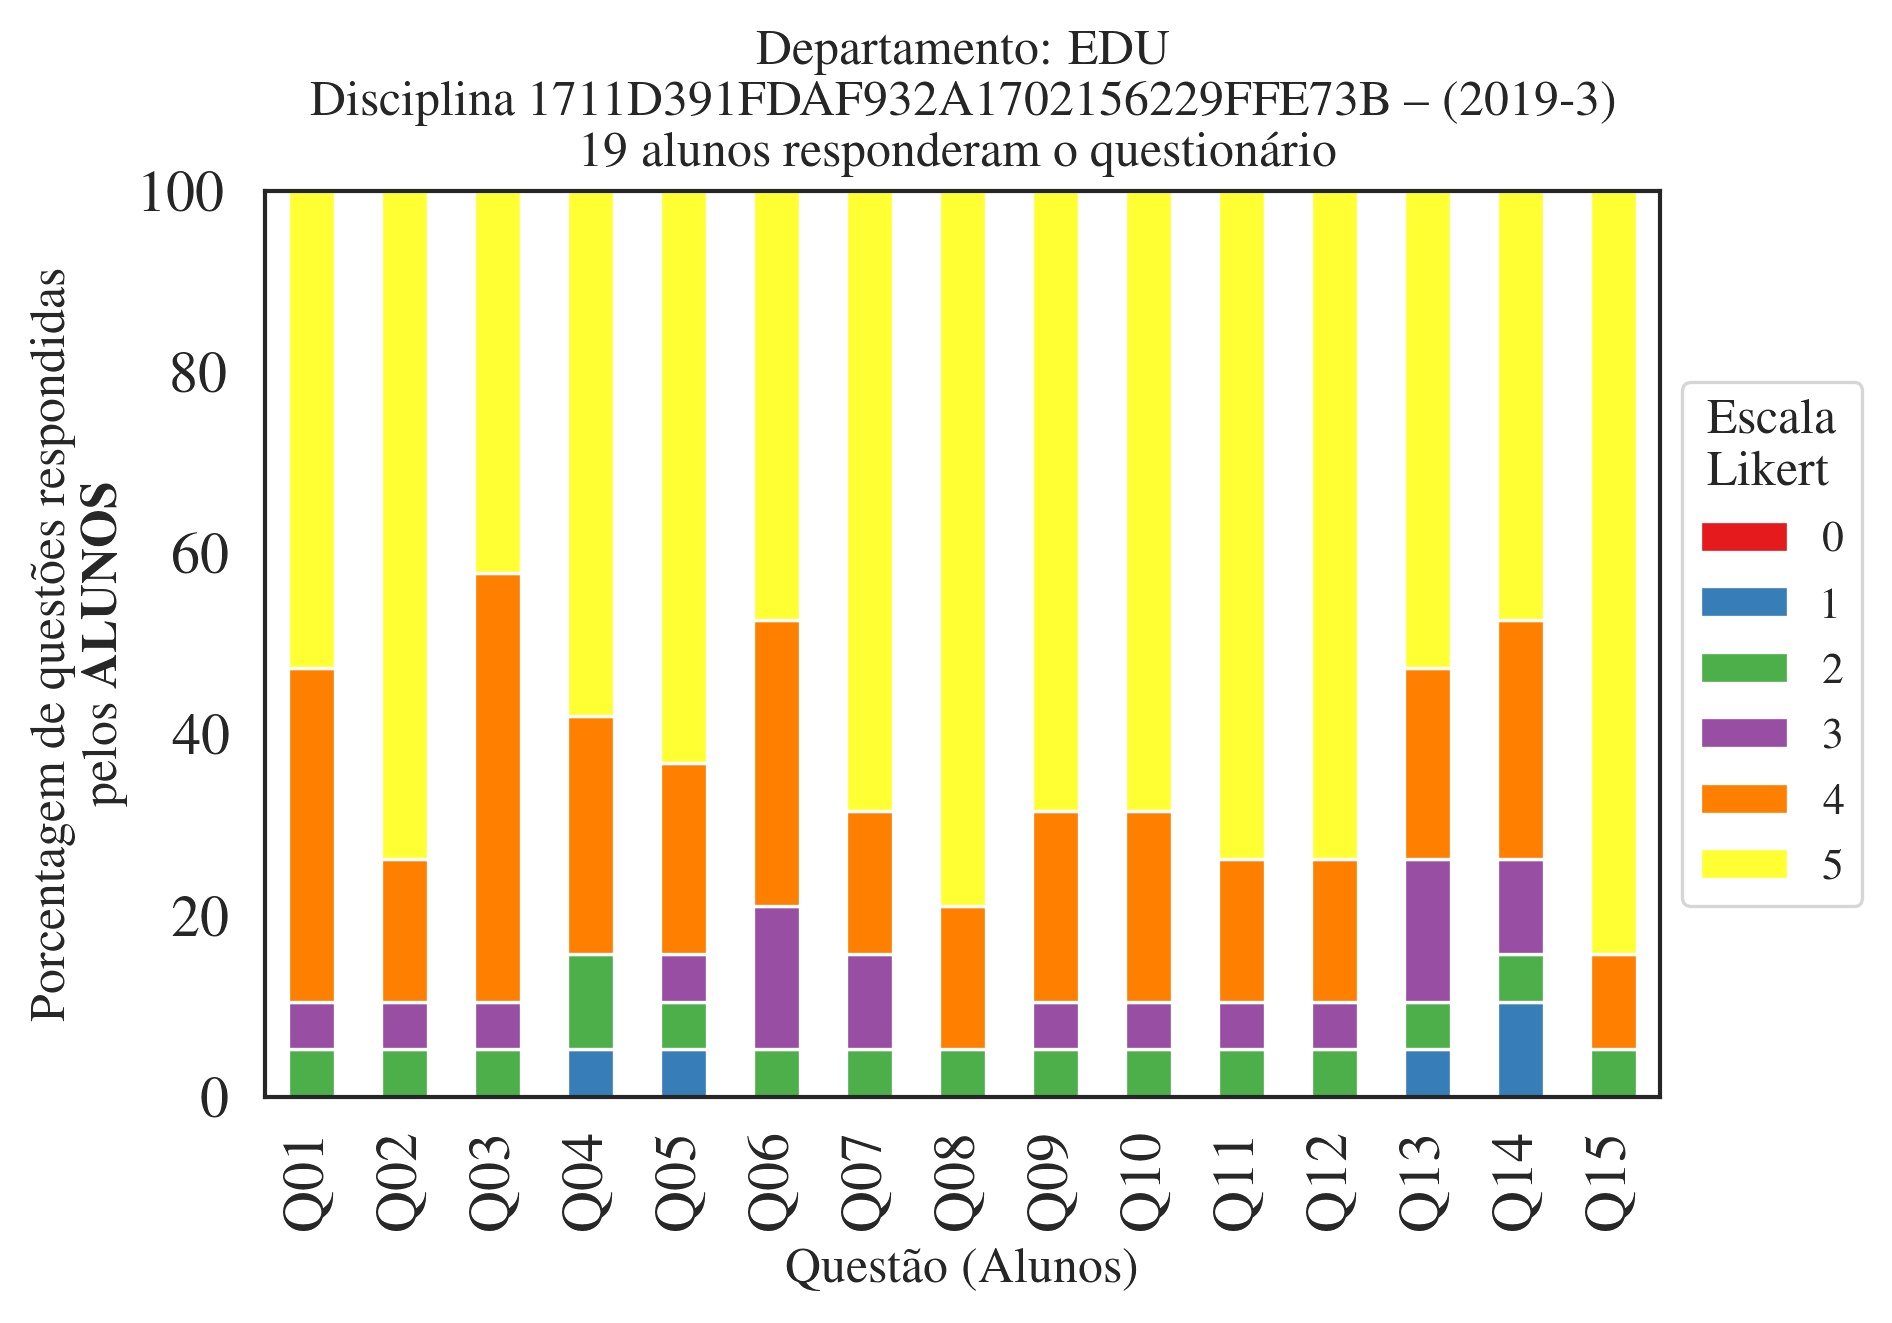 Departamento: EDU
Disciplina 1711D391FDAF932A1702156229FFE73B – (2019-3)
19 alunos responderam o questionário
Porcentagem de questões respondidas
pelos ALUNOS
100
80
60
40
20
0
Q01
Q02
Q03
Q04
Q05
Q06
Q07
Q08
Q09
Q10
Q11
Q12
Q13
Q14
Q15
Questão (Alunos)
Escala
Likert
0
1
2
3
4
5